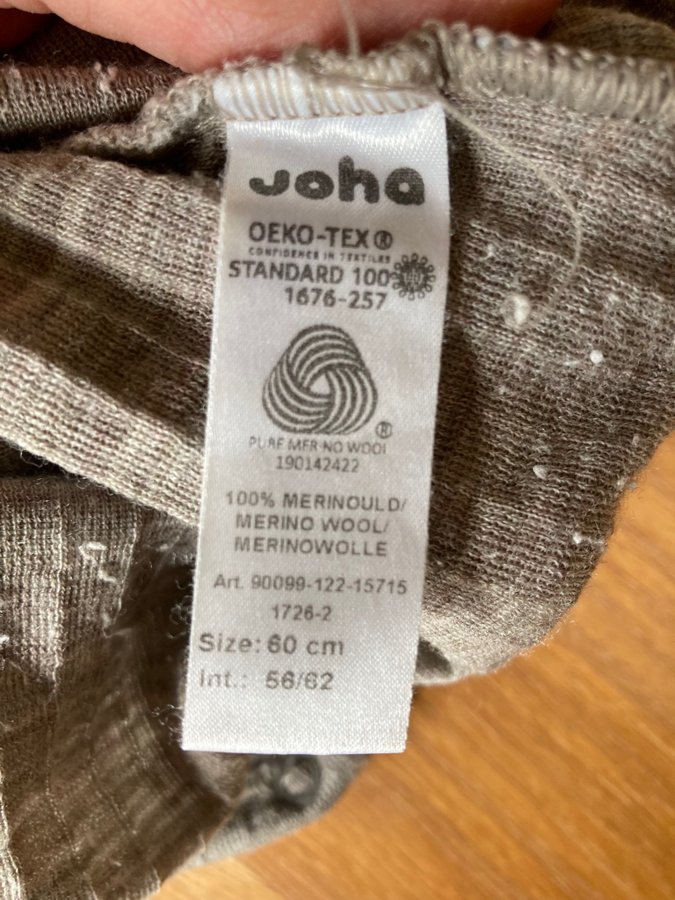 Joha
OEKO-TEX®
CONFIDENCE IN TEXTILES
STANDARD 100
1676-257
®
PURE MERINO WOOL
190142422
100% MERINOULD/
MERINO WOOL/
MERINOWOLLE
Art. 90099-122-15715
1726-2
Size: 60 cm
Int.: 56/62